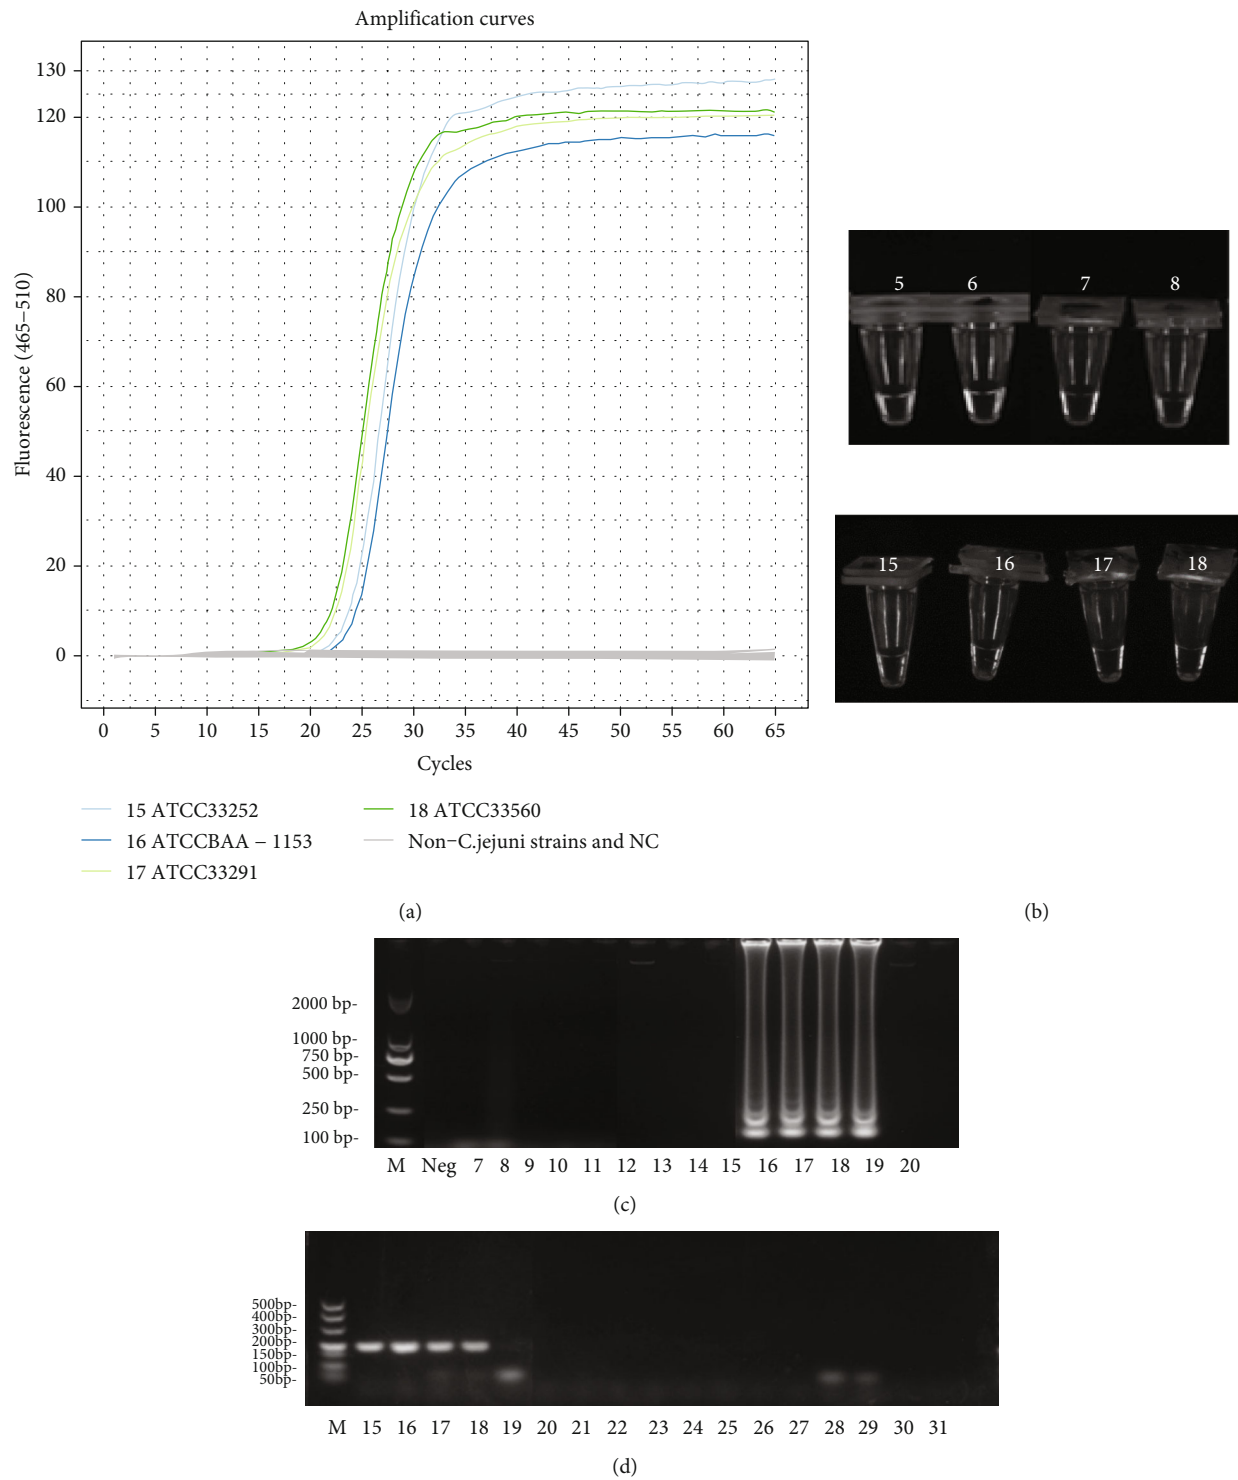 Amplification curves
130
120
100
80
60
40
20
0
Fluorescence (465–510)
0 5 10 15 20 25 30 35 40 45 50 55 60 65
Cycles
15 ATCC33252
16 ATCCBAA – 1153
17 ATCC33291
18 ATCC33560
Non–C.jejuni strains and NC
(a)
5 6 7 8
15 16 17 18
(b)
2000 bp-
1000 bp-
750 bp-
500 bp-
250 bp-
100 bp-
M Neg 7 8 9 10 11 12 13 14 15 16 17 18 19 20
(c)
500bp-
400bp-
300bp-
200bp-
150bp-
100bp-
50bp-
M 15 16 17 18 19 20 21 22 23 24 25 26 27 28 29 30 31
(d)